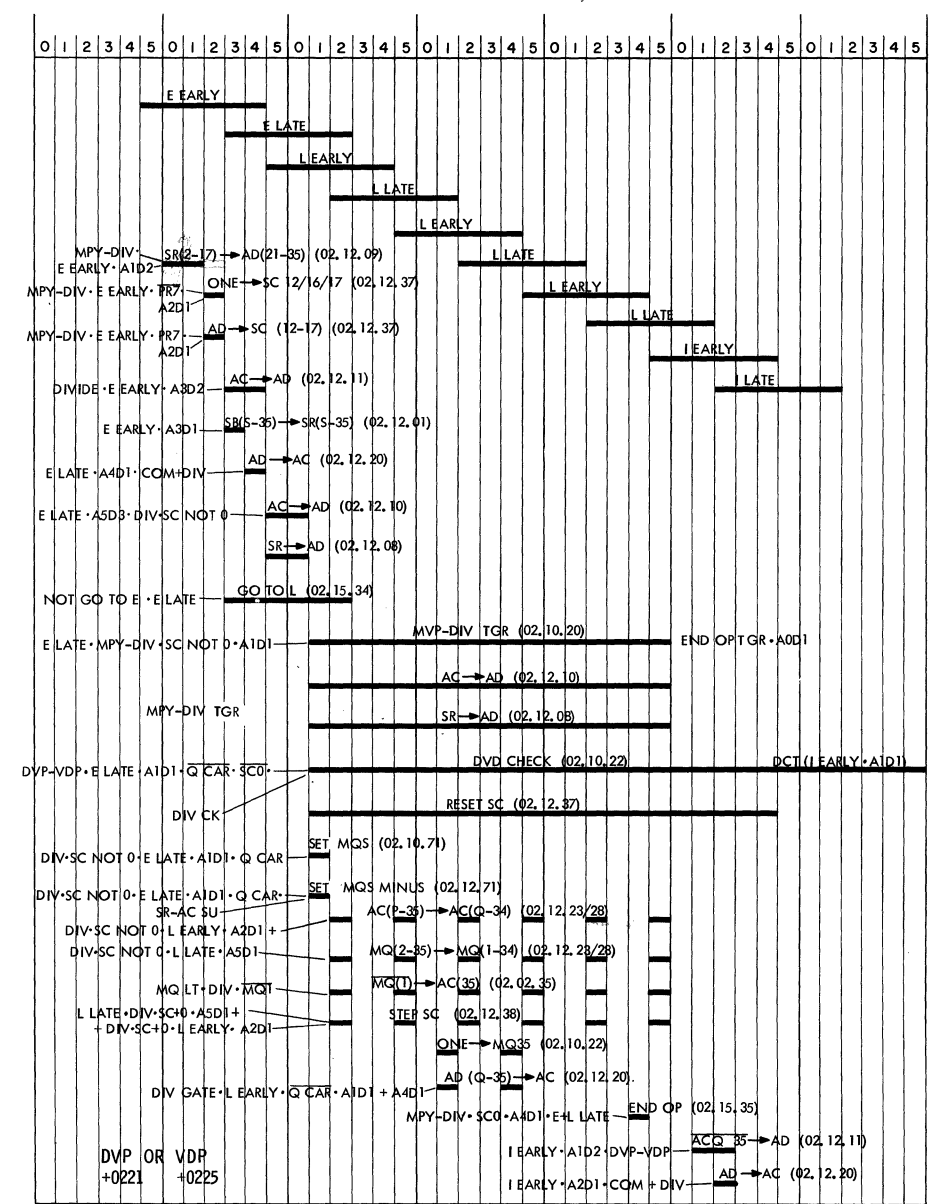 0 1 2 3 4 5 0 1 2 3 4 5 0 1 2 3 4 5 0 1 2 3 4 5 0 1 2 3 4 5 0 1 2 3 4 5 0 1 2 3 4 5
E EARLY
E LATE
L EARLY
L LATE
L EARLY
MPY-DIV· SR(2-17)→AD(21-35) (02.12.09) L LATE
E EARLY·A1D2
ONE→SC 12/16/17 (02.12.37) L EARLY
MPY-DIV·E EARLY·P̅R̅7̅·
A2D1
AD→SC (12-17) (02.12.37) L LATE
MPY-DIV·E EARLY·PR7·
A2D1
I EARLY
AC→AD (02.12.11) I LATE
DIVIDE·E EARLY·A3D2
SB(S-35)→SR(S-35) (02.12.01)
E EARLY·A3D1
AD→AC (02.12.20)
E LATE·A4D1·COM+DIV
AC→AD (02.12.10)
E LATE·A5D3·DIV·SC NOT 0
SR→AD (02.12.08)
GO TO L (02.15.34)
NOT GO TO E·E LATE
MVP-DIV TGR (02.10.20)
E LATE·MPY-DIV·SC NOT 0·A1D1 END OP TGR·A0D1
AC→AD (02.12.10)
MPY-DIV TGR
SR→AD (02.12.08)
DVD CHECK (02.10.22) DCT (I EARLY·A1D1)
DVP-VDP·E LATE·A1D1·Q̅ C̅A̅R̅·S̅C̅0̅·
RESET SC (02.12.37)
DIV CK
SET MQS (02.10.71)
DIV·SC NOT 0·E LATE·A1D1·Q CAR
SET MQS MINUS (02.12.71)
DIV·SC NOT 0·E LATE·A1D1·Q CAR·
SR-AC SU
AC(P-35)→AC(Q-34) (02.12.23/28)
DIV·SC NOT 0·L EARLY·A2D1+
MQ(2-35)→MQ(1-34) (02.12.23/28)
DIV·SC NOT 0·L LATE·A5D1
M̅Q̅(̅1̅)̅→AC(35) (02.02.35)
MQ LT·DIV·M̅Q̅1̅
L LATE·DIV·SC+0·A5D1+ STEP SC (02.12.38)
+ DIV·SC+0·L EARLY·A2D1
ONE→MQ35 (02.10.22)
AD (Q-35)→AC (02.12.20).
DIV GATE·L EARLY·Q̅ C̅A̅R̅·A1D1+A4D1
END OP (02.15.35)
MPY-DIV·SC0·A4D1·E+L LATE
A̅C̅Q̅ 3̅5̅→AD (02.12.11)
I EARLY·A1D2·DVP-VDP
AD→AC (02.12.20)
I EARLY·A2D1·COM + DIV
DVP OR VDP
+0221 +0225